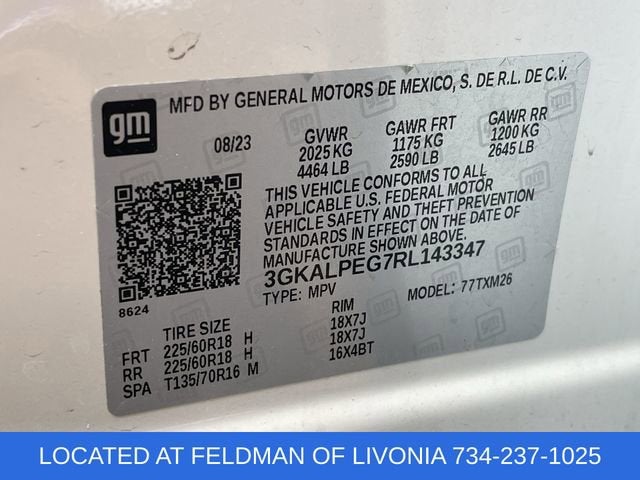 gm
MFD BY GENERAL MOTORS DE MEXICO, S. DE R.L. DE C.V.
08/23
GVWR
2025 KG
4464 LB
GAWR FRT
1175 KG
2590 LB
GAWR RR
1200 KG
2645 LB
THIS VEHICLE CONFORMS TO ALL
APPLICABLE U.S. FEDERAL MOTOR
VEHICLE SAFETY AND THEFT PREVENTION
STANDARDS IN EFFECT ON THE DATE OF
MANUFACTURE SHOWN ABOVE.
3GKALPEG7RL143347
TYPE: MPV
MODEL: 77TXM26
8624
TIRE SIZE
RIM
FRT 225/60R18 H 18X7J
RR 225/60R18 H 18X7J
SPA T135/70R16 M 16X4BT
LOCATED AT FELDMAN OF LIVONIA 734-237-1025